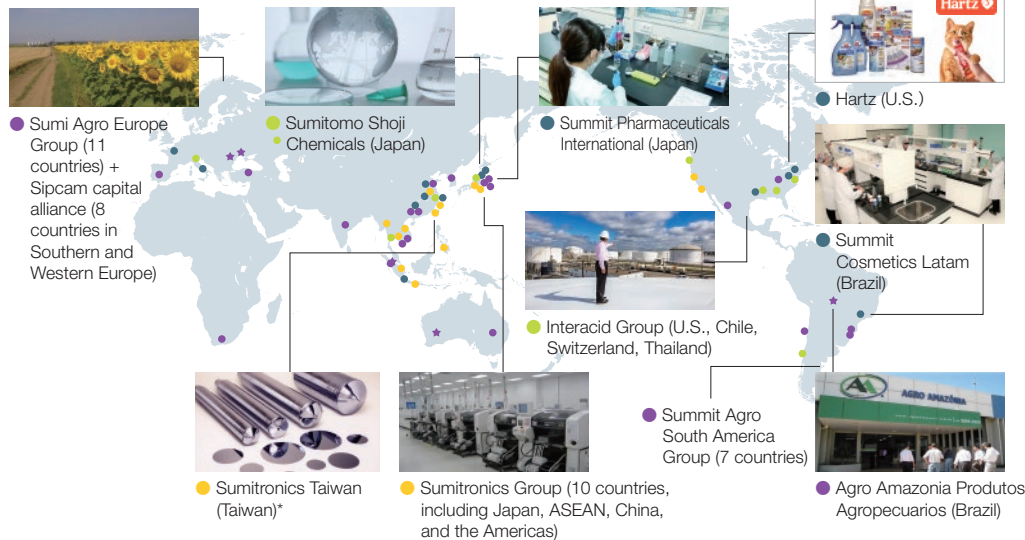 Hartz
Sumi Agro Europe
Group (11
countries) +
Sipcam capital
alliance (8
countries in
Southern and
Western Europe)
Sumitomo Shoji
Chemicals (Japan)
Summit Pharmaceuticals
International (Japan)
Hartz (U.S.)
Summit
Cosmetics Latam
(Brazil)
Interacid Group (U.S., Chile,
Switzerland, Thailand)
AGRO AMAZÔNIA
Summit Agro
South America
Group (7 countries)
Sumitronics Taiwan
(Taiwan)*
Sumitronics Group (10 countries,
including Japan, ASEAN, China,
and the Americas)
Agro Amazonia Produtos
Agropecuarios (Brazil)